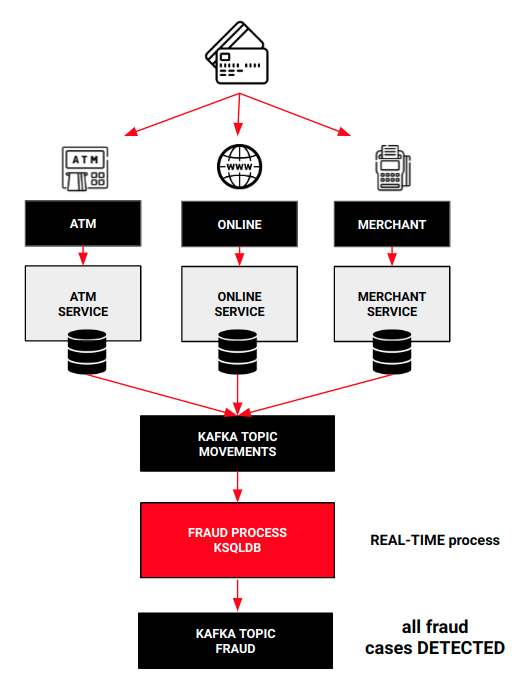 ATM
WWW
ATM
ONLINE
MERCHANT
ATM
SERVICE
ONLINE
SERVICE
MERCHANT
SERVICE
KAFKA TOPIC
MOVEMENTS
FRAUD PROCESS
KSQLDB
REAL-TIME process
KAFKA TOPIC
FRAUD
all fraud
cases DETECTED